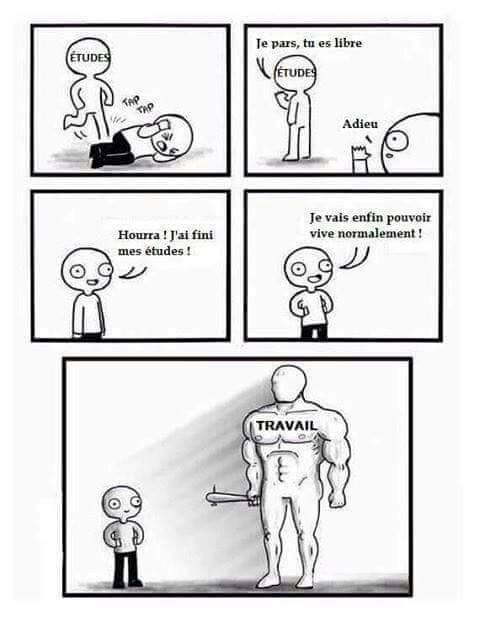 ÉTUDES
TAP
TAP
Je pars, tu es libre
ÉTUDES
Adieu
Hourra ! J'ai fini
mes études !
Je vais enfin pouvoir
vive normalement !
TRAVAIL